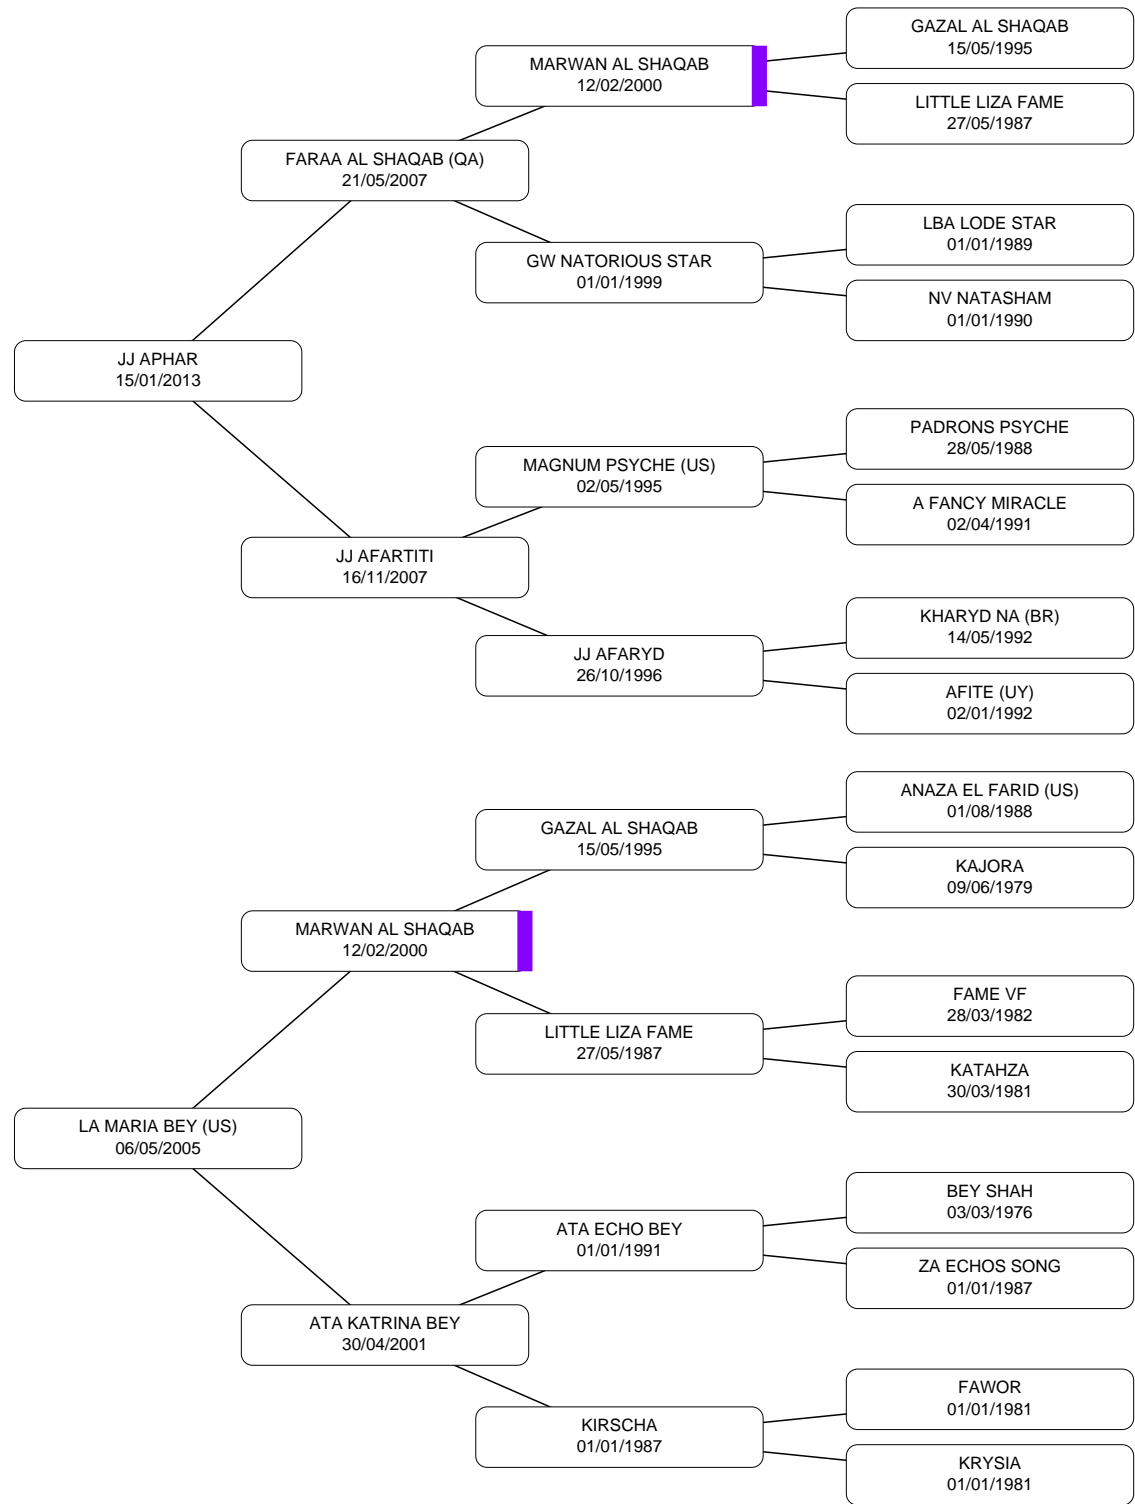 GAZAL AL SHAQAB
15/05/1995
MARWAN AL SHAQAB
12/02/2000
LITTLE LIZA FAME
27/05/1987
FARAA AL SHAQAB (QA)
21/05/2007
LBA LODE STAR
01/01/1989
GW NATORIOUS STAR
01/01/1999
NV NATASHAM
01/01/1990
JJ APHAR
15/01/2013
PADRONS PSYCHE
28/05/1988
MAGNUM PSYCHE (US)
02/05/1995
A FANCY MIRACLE
02/04/1991
JJ AFARTITI
16/11/2007
KHARYD NA (BR)
14/05/1992
JJ AFARYD
26/10/1996
AFITE (UY)
02/01/1992
ANAZA EL FARID (US)
01/08/1988
GAZAL AL SHAQAB
15/05/1995
KAJORA
09/06/1979
MARWAN AL SHAQAB
12/02/2000
FAME VF
28/03/1982
LITTLE LIZA FAME
27/05/1987
KATAHZA
30/03/1981
LA MARIA BEY (US)
06/05/2005
BEY SHAH
03/03/1976
ATA ECHO BEY
01/01/1991
ZA ECHOS SONG
01/01/1987
ATA KATRINA BEY
30/04/2001
FAWOR
01/01/1981
KIRSCHA
01/01/1987
KRYSIA
01/01/1981